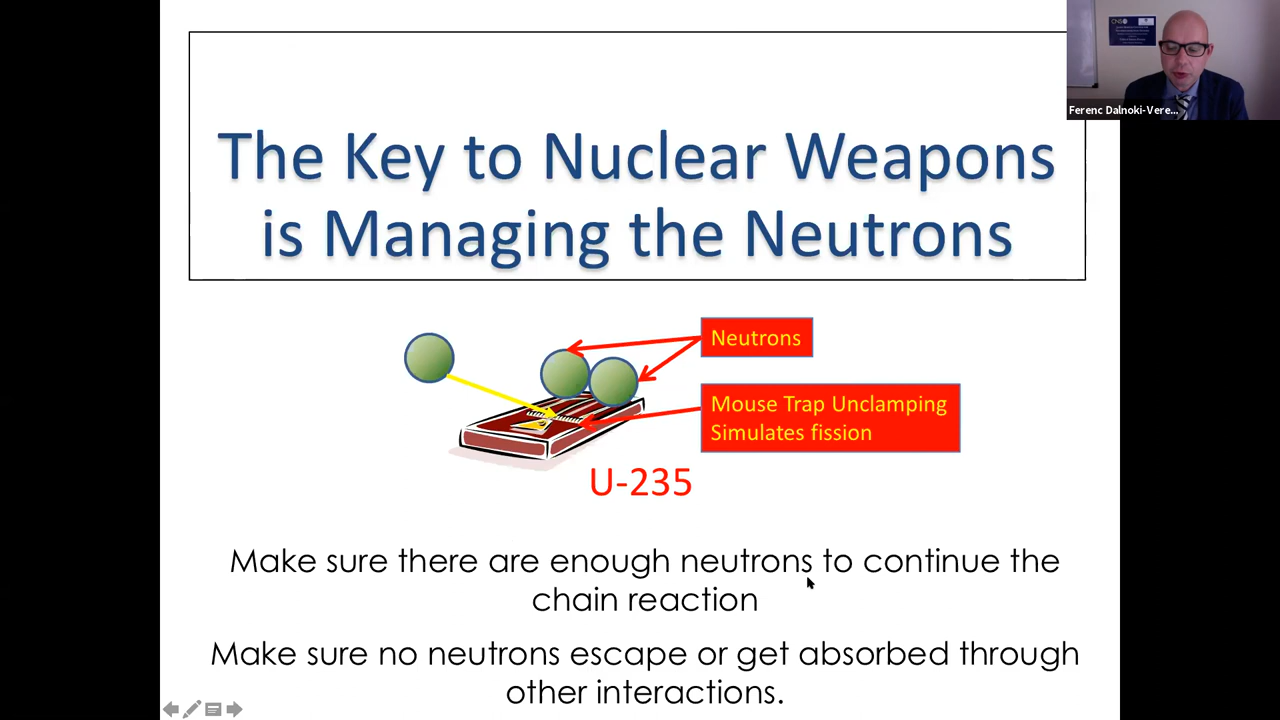 The Key to Nuclear Weapons
is Managing the Neutrons
Ferenc Dalnoki-Vere...
Neutrons
Mouse Trap Unclamping
Simulates fission
U-235
Make sure there are enough neutrons to continue the
chain reaction
Make sure no neutrons escape or get absorbed through
other interactions.